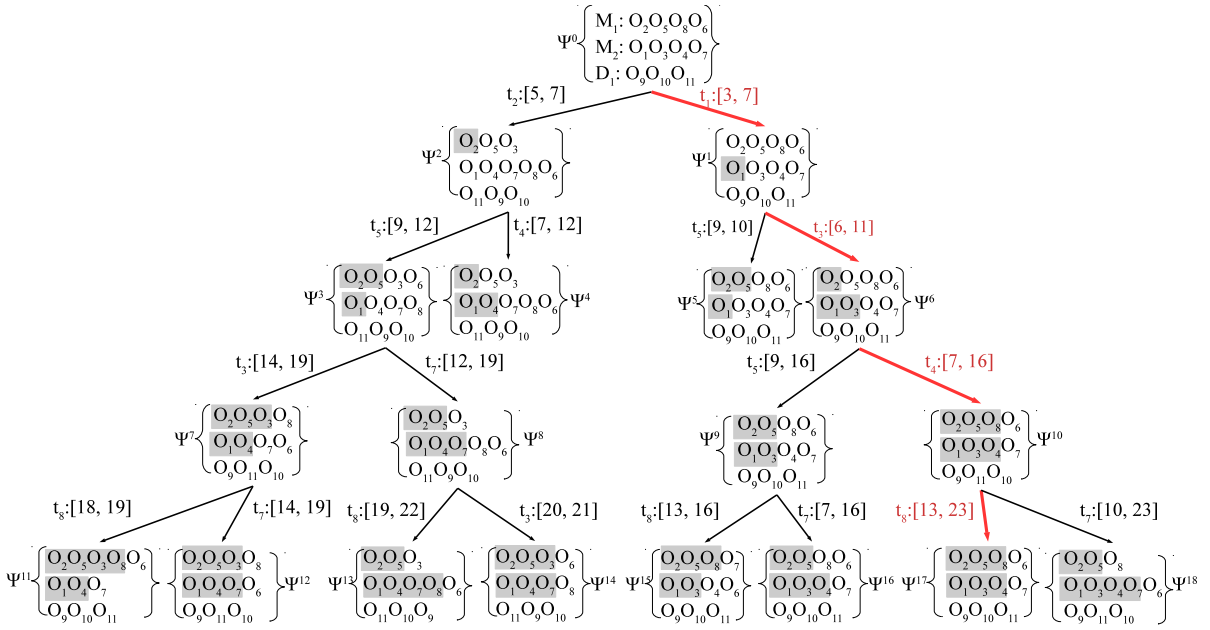 Ψ⁰ M₁: O₂O₅O₈O₆
M₂: O₁O₃O₄O₇
D₁: O₉O₁₀O₁₁
t₂:[5, 7]
t₁:[3, 7]
Ψ² O₂O₅O₃
O₁O₄O₇O₈O₆
O₁₁O₉O₁₀
Ψ¹ O₂O₅O₈O₆
O₁O₃O₄O₇
O₉O₁₀O₁₁
t₅:[9, 12]
t₄:[7, 12]
t₅:[9, 10]
t₃:[6, 11]
Ψ³ O₂O₅O₃O₆
O₁O₄O₇O₈
O₁₁O₉O₁₀
O₂O₅O₃
O₁O₄O₇O₈O₆ Ψ⁴
O₁₁O₉O₁₀
Ψ⁵ O₂O₅O₈O₆
O₁O₃O₄O₇
O₉O₁₀O₁₁
O₂O₅O₈O₆ Ψ⁶
O₁O₃O₄O₇
O₉O₁₀O₁₁
t₃:[14, 19]
t₇:[12, 19]
t₅:[9, 16]
t₄:[7, 16]
Ψ⁷ O₂O₅O₃O₈
O₁O₄O₇O₆
O₉O₁₁O₁₀
O₂O₅O₃ Ψ⁸
O₁O₄O₇O₈O₆
O₁₁O₉O₁₀
Ψ⁹ O₂O₅O₈O₆
O₁O₃O₄O₇
O₉O₁₀O₁₁
O₂O₅O₈O₆ Ψ¹⁰
O₁O₃O₄O₇
O₉O₁₁O₁₀
t₈:[18, 19]
t₇:[14, 19]
t₈:[19, 22]
t₃:[20, 21]
t₈:[13, 16]
t₇:[7, 16]
t₈:[13, 23]
t₇:[10, 23]
Ψ¹¹ O₂O₅O₃O₈O₆
O₁O₄O₇
O₉O₁₀O₁₁
O₂O₅O₃O₈ Ψ¹²
O₁O₄O₇O₆
O₉O₁₁O₁₀
Ψ¹³ O₂O₅O₃
O₁O₄O₇O₈O₆
O₁₁O₁₀O₉
O₂O₅O₃O₆ Ψ¹⁴
O₁O₄O₇O₈
O₁₁O₉O₁₀
Ψ¹⁵ O₂O₅O₈O₇
O₁O₃O₄O₆
O₉O₁₀O₁₁
O₂O₅O₈O₆ Ψ¹⁶
O₁O₃O₄O₇
O₉O₁₀O₁₁
Ψ¹⁷ O₂O₅O₈O₆
O₁O₃O₄O₇
O₉O₁₀O₁₁
O₂O₅O₈ Ψ¹⁸
O₁O₃O₄O₇O₆
O₉O₁₀O₁₁